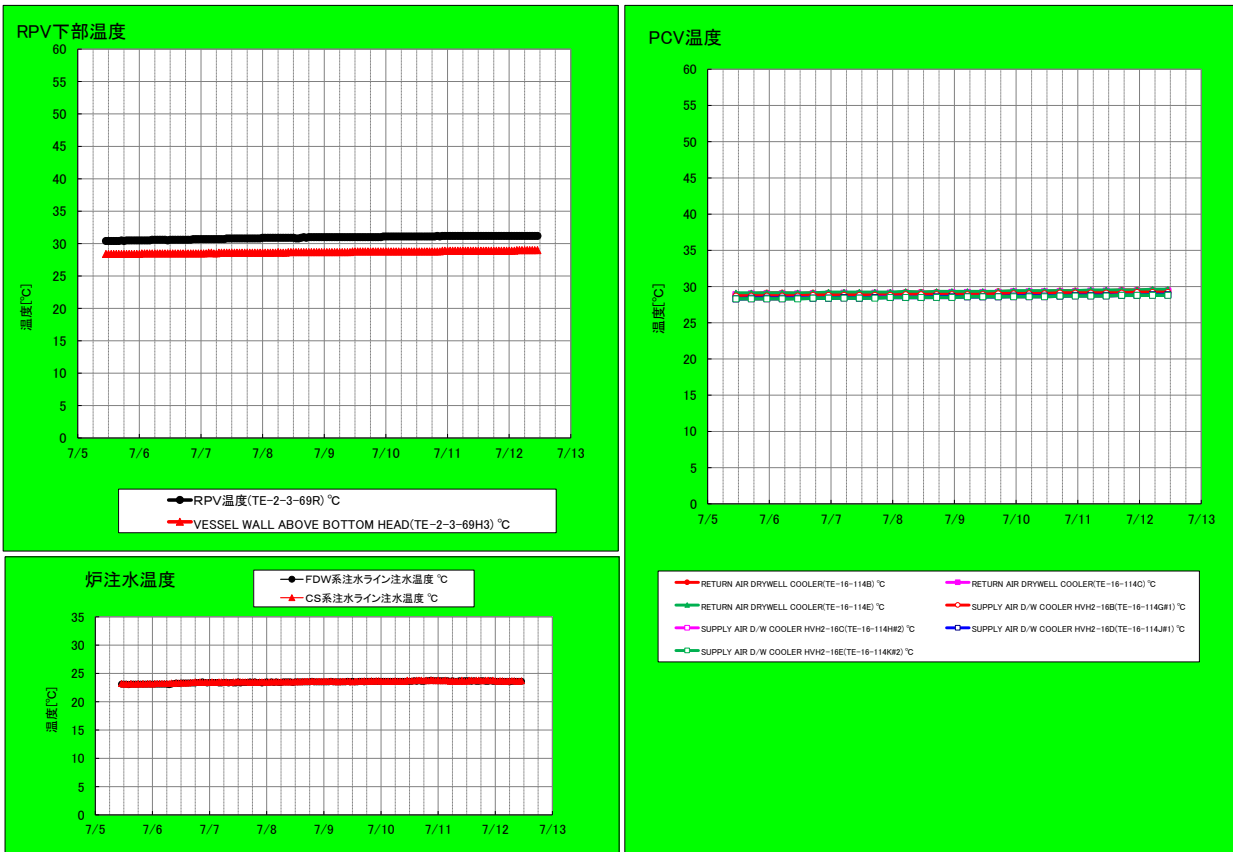 RPV下部温度
60
55
50
45
40
35
30
25
20
15
10
5
0
温度[℃]
7/5 7/6 7/7 7/8 7/9 7/10 7/11 7/12 7/13
RPV温度(TE-2-3-69R) ℃
VESSEL WALL ABOVE BOTTOM HEAD(TE-2-3-69H3) ℃
炉注水温度
FDW系注水ライン注水温度 ℃
CS系注水ライン注水温度 ℃
35
30
25
20
15
10
5
0
温度[℃]
7/5 7/6 7/7 7/8 7/9 7/10 7/11 7/12 7/13
PCV温度
60
55
50
45
40
35
30
25
20
15
10
5
0
温度[℃]
7/5 7/6 7/7 7/8 7/9 7/10 7/11 7/12 7/13
RETURN AIR DRYWELL COOLER(TE-16-114B) ℃
RETURN AIR DRYWELL COOLER(TE-16-114C) ℃
RETURN AIR DRYWELL COOLER(TE-16-114E) ℃
SUPPLY AIR D/W COOLER HVH2-16B(TE-16-114G#1) ℃
SUPPLY AIR D/W COOLER HVH2-16C(TE-16-114H#2) ℃
SUPPLY AIR D/W COOLER HVH2-16D(TE-16-114J#1) ℃
SUPPLY AIR D/W COOLER HVH2-16E(TE-16-114K#2) ℃